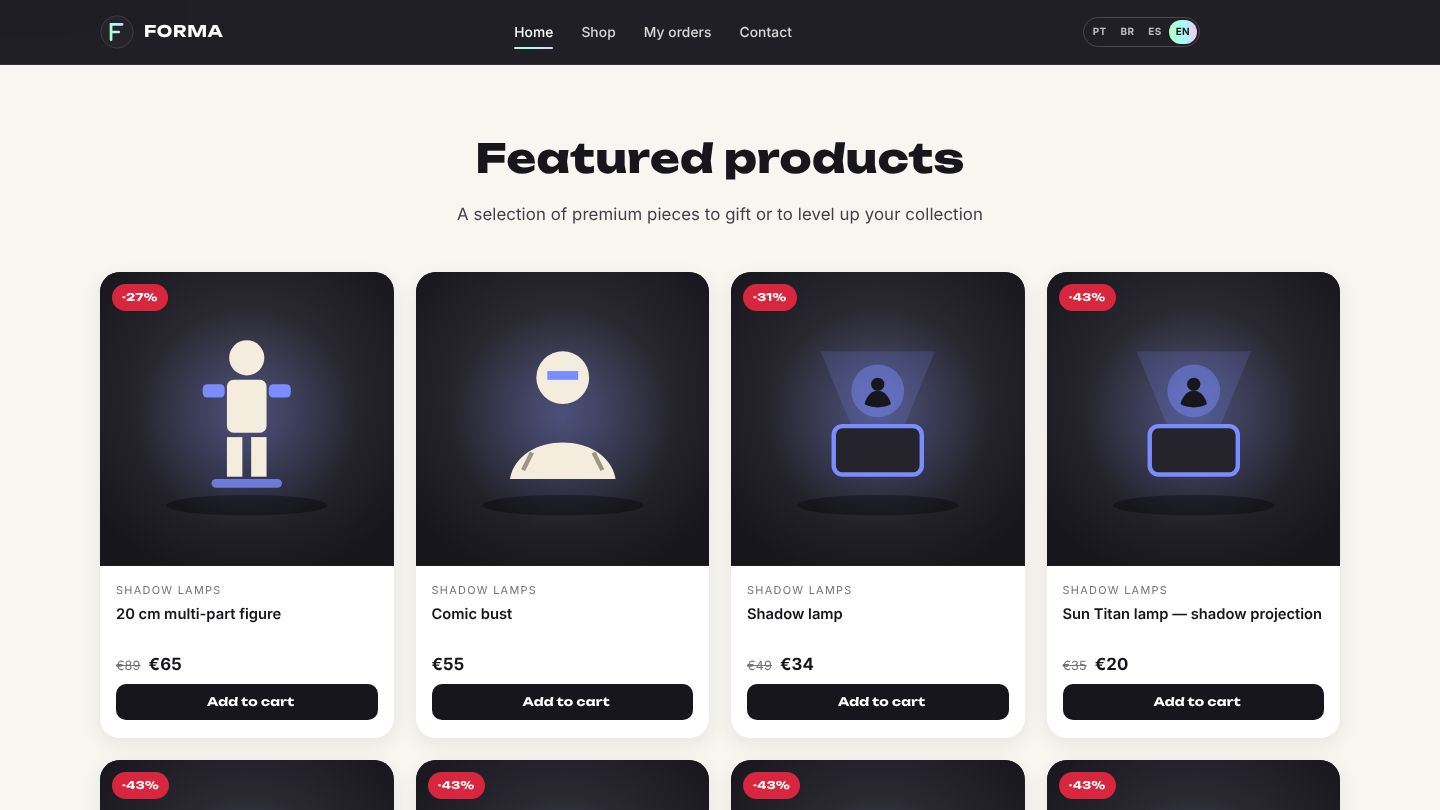 FORMA
Home Shop My orders Contact
PT BR ES EN
Featured products
A selection of premium pieces to gift or to level up your collection
-27%
-31%
-43%
SHADOW LAMPS
20 cm multi-part figure
€89 €65
Add to cart
SHADOW LAMPS
Comic bust
€55
Add to cart
SHADOW LAMPS
Shadow lamp
€49 €34
Add to cart
SHADOW LAMPS
Sun Titan lamp — shadow projection
€35 €20
Add to cart
-43%
-43%
-43%
-43%